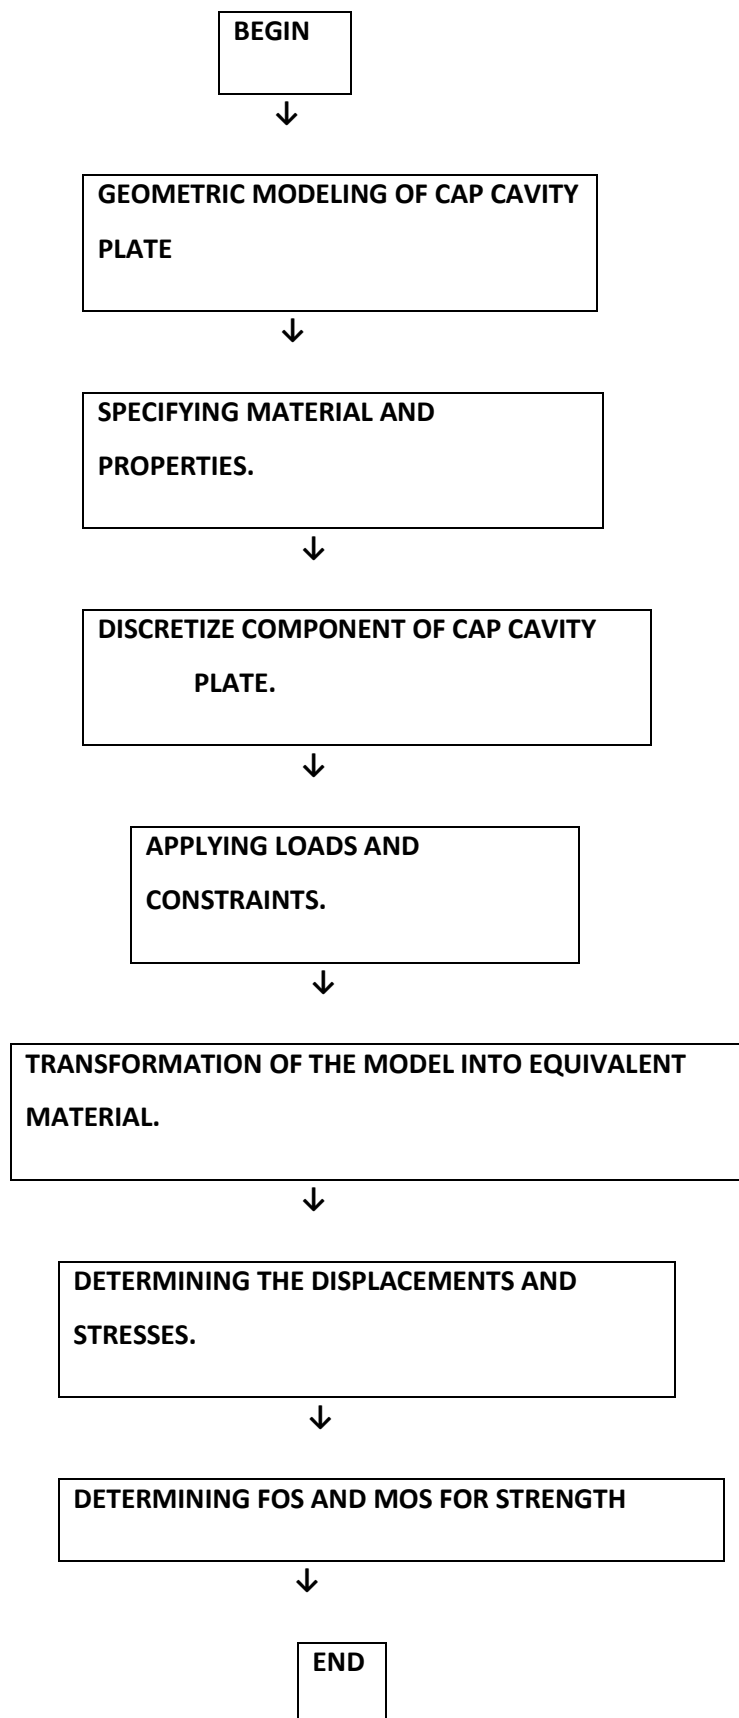 BEGIN
↓
GEOMETRIC MODELING OF CAP CAVITY
PLATE
↓
SPECIFYING MATERIAL AND
PROPERTIES.
↓
DISCRETIZE COMPONENT OF CAP CAVITY
PLATE.
↓
APPLYING LOADS AND
CONSTRAINTS.
↓
TRANSFORMATION OF THE MODEL INTO EQUIVALENT
MATERIAL.
↓
DETERMINING THE DISPLACEMENTS AND
STRESSES.
↓
DETERMINING FOS AND MOS FOR STRENGTH
↓
END